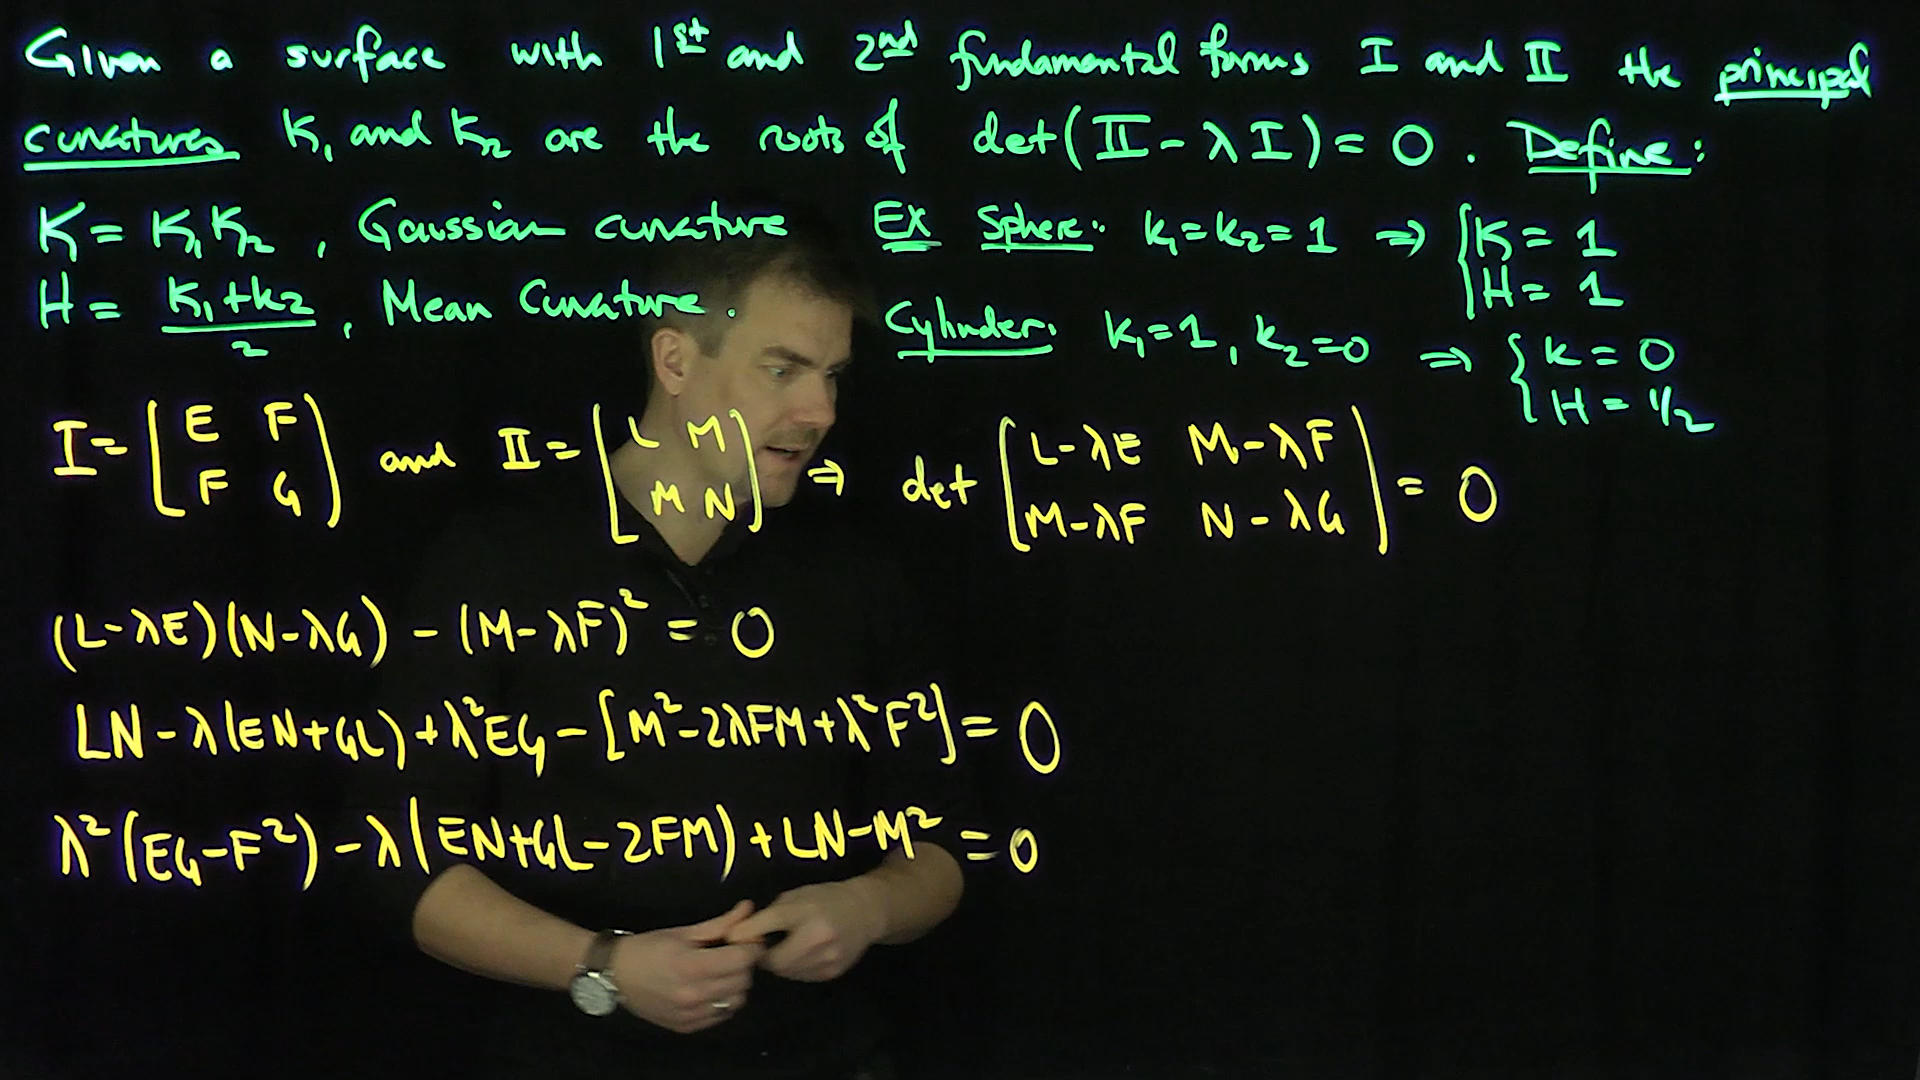 Given a surface with 1st and 2nd fundamental forms I and II the principal
curvatures K₁ and K₂ are the roots of det(II - λI) = 0. Define:
K = K₁K₂, Gaussian curvature
H = (K₁+k₂)/2, Mean Curvature.
EX Sphere: k₁=k₂=1 ⇒ { K = 1
H = 1
Cylinder: k₁=1, k₂=0 ⇒ { k = 0
H = 1/2
I = [E F; F G] and II = [L M; M N] ⇒ det [L-λE M-λF; M-λF N-λG] = 0
(L-λE)(N-λG) - (M-λF)² = 0
LN - λ(EN+GL) + λ²EG - [M²-2λFM+λ²F²] = 0
λ²(EG-F²) - λ(EN+GL-2FM) + LN-M² = 0